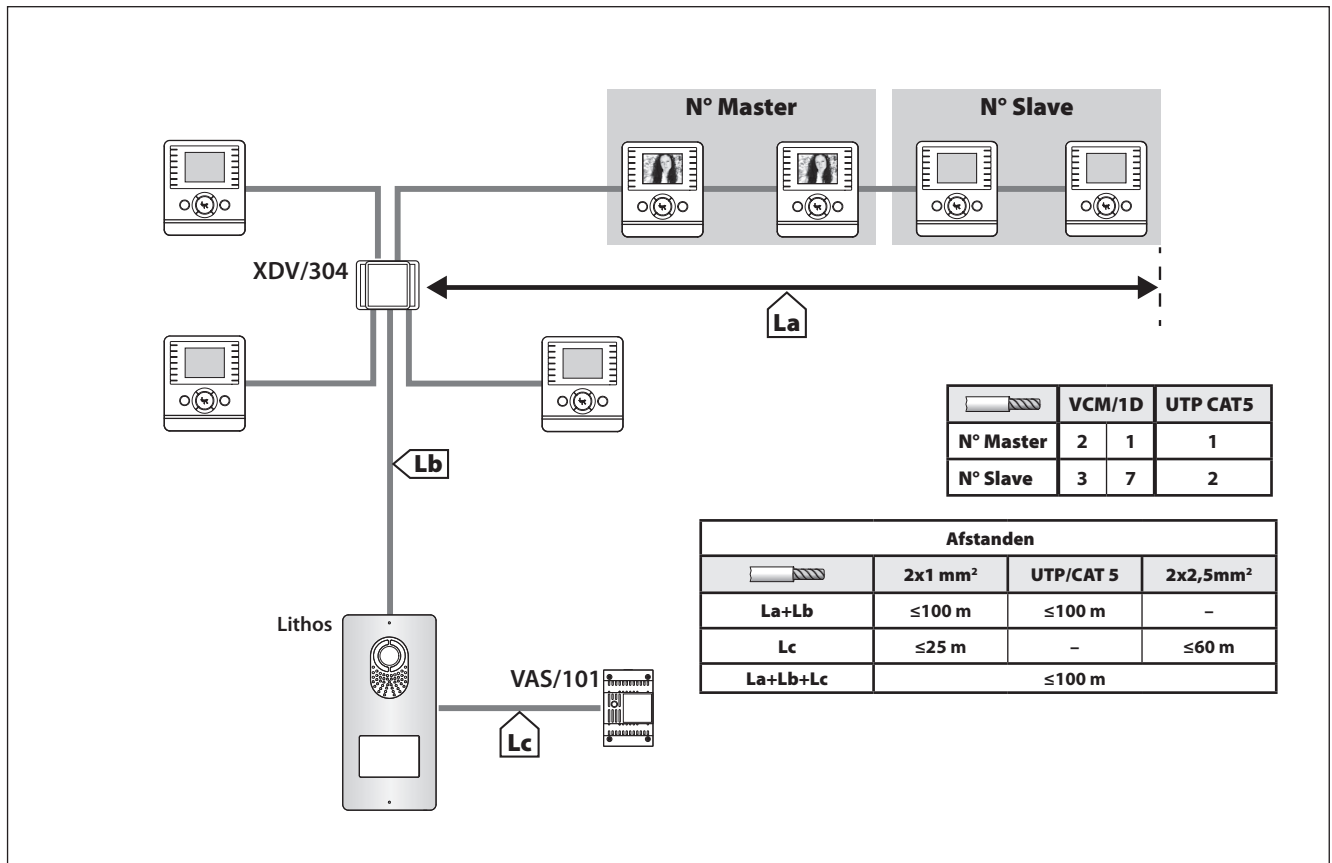 N° Master
N° Slave
XDV/304
La
Lb
VCM/1D UTP CAT5
N° Master 2 1 1
N° Slave 3 7 2
Afstanden
2x1 mm² UTP/CAT 5 2x2,5mm²
La+Lb ≤100 m ≤100 m –
Lc ≤25 m – ≤60 m
La+Lb+Lc ≤100 m
Lithos
VAS/101
Lc